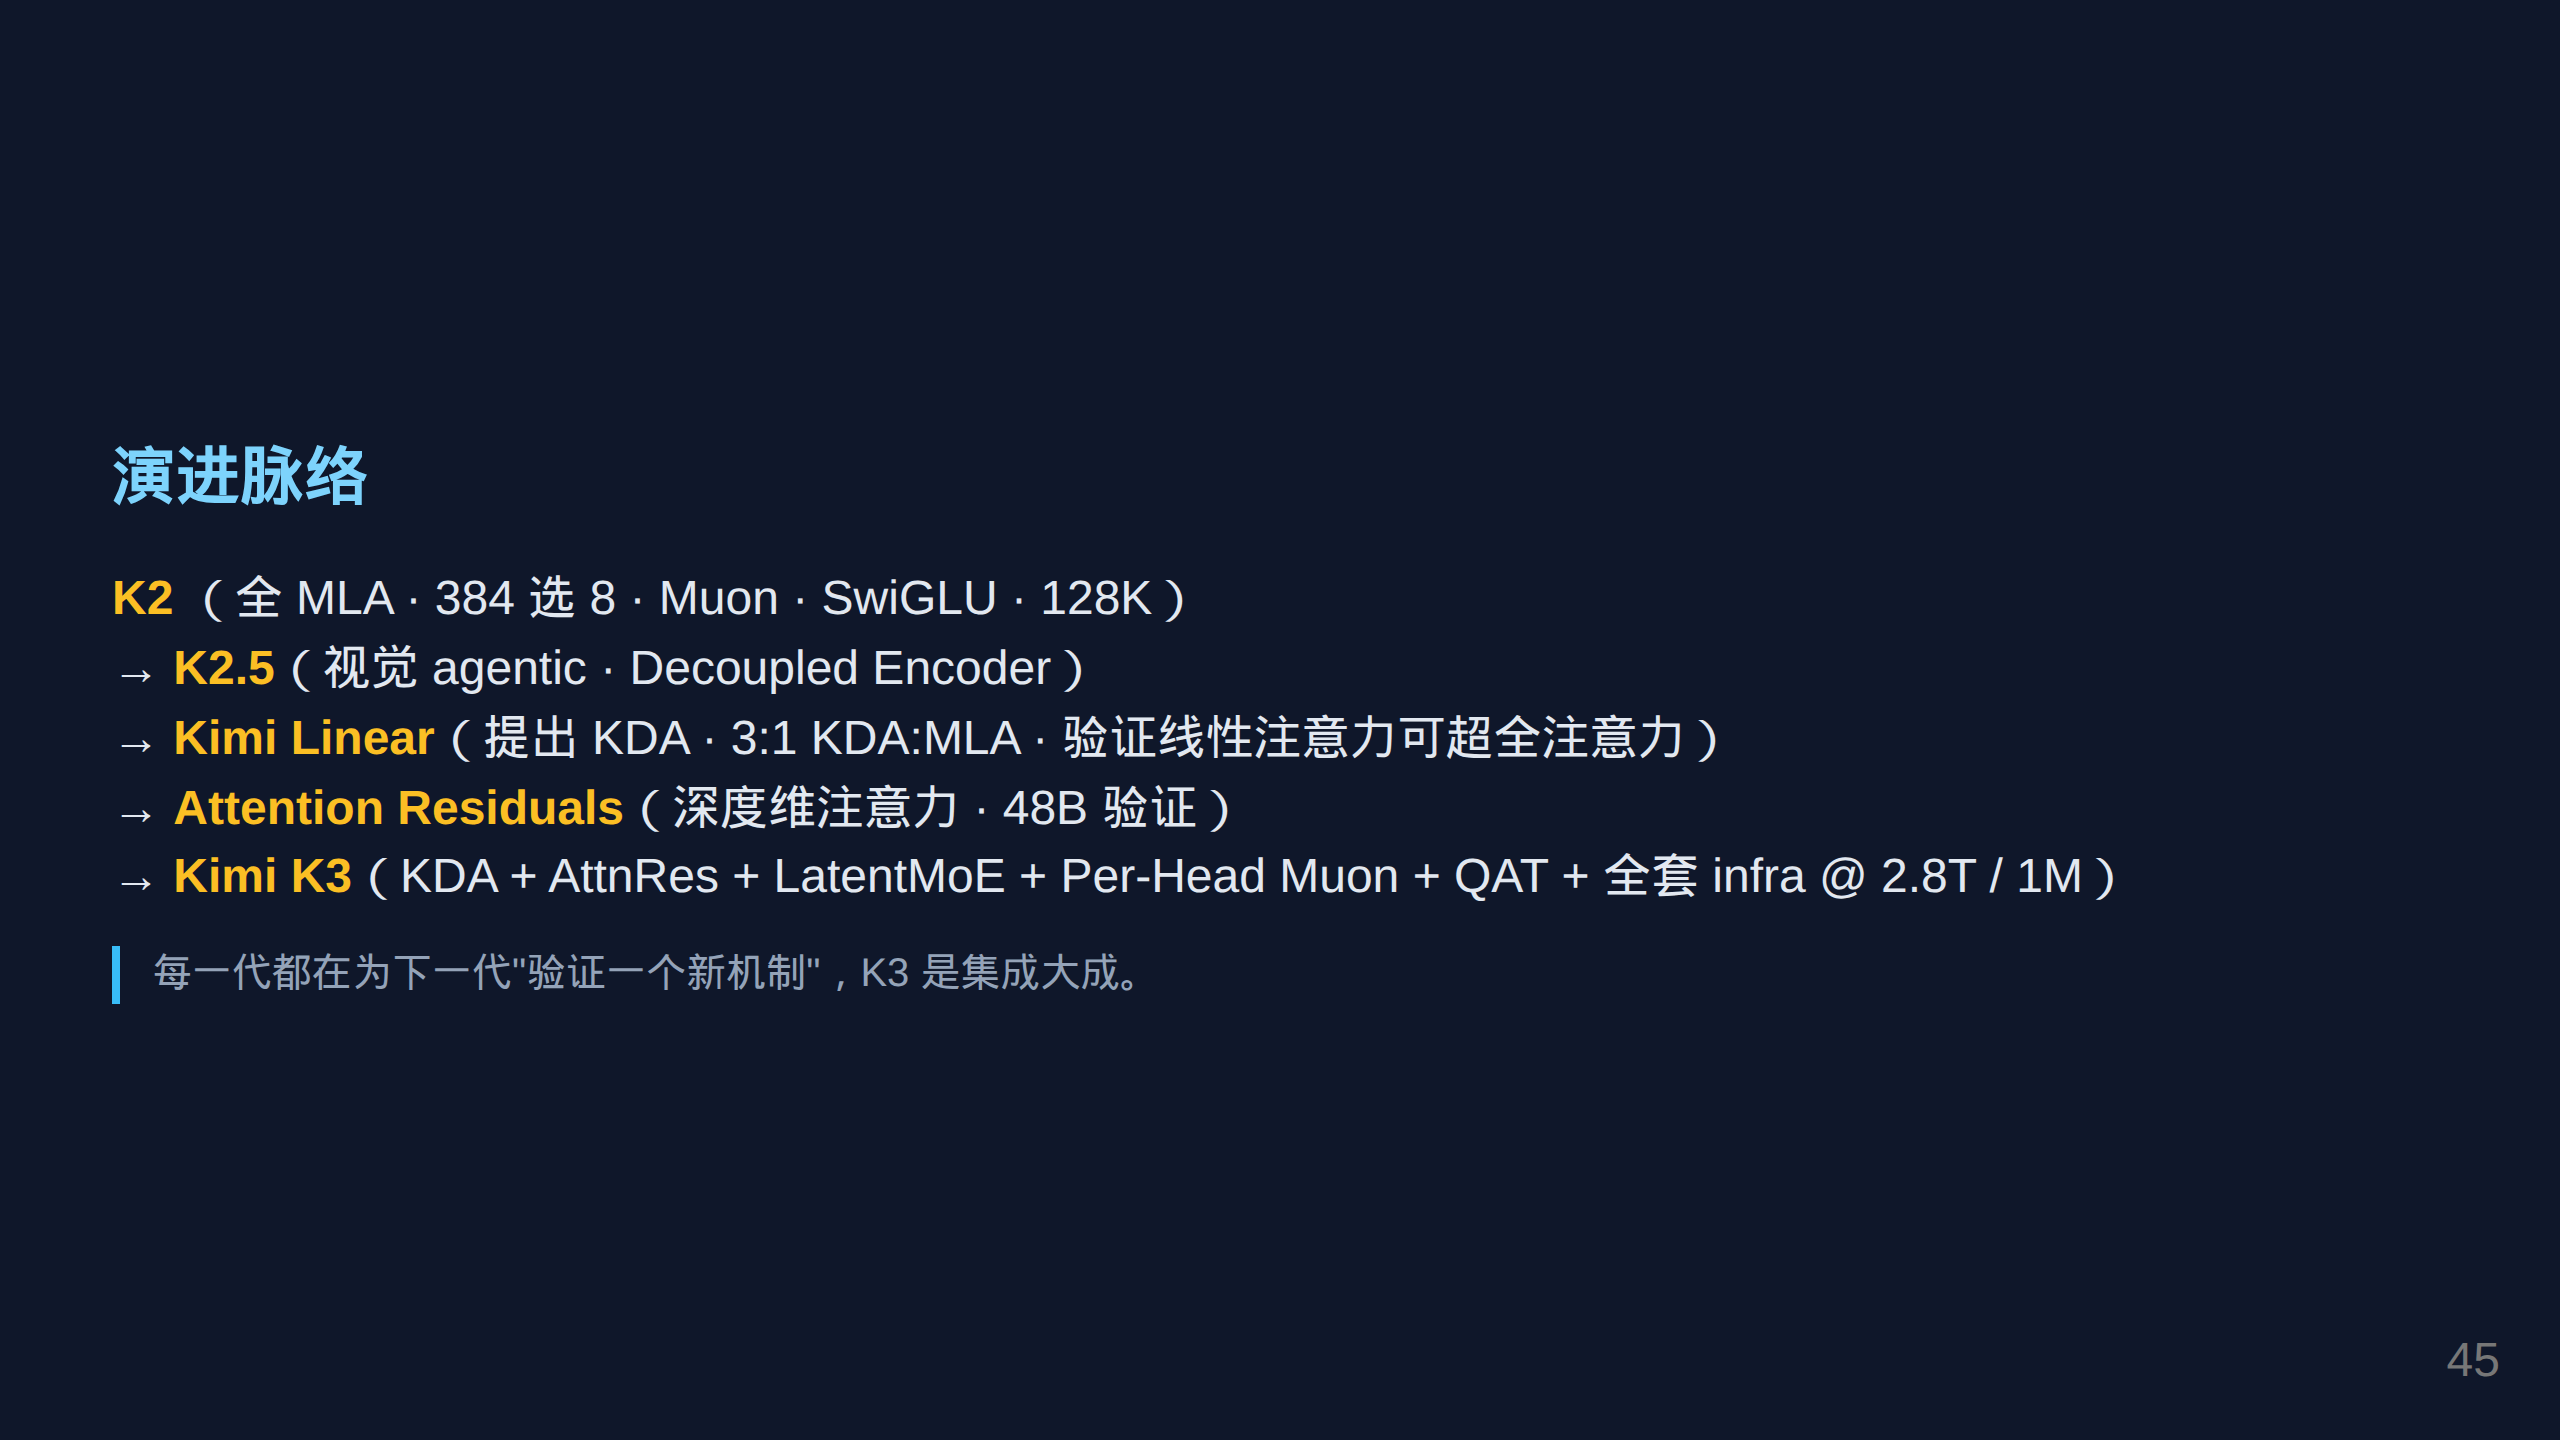 演进脉络
K2 （全 MLA · 384 选 8 · Muon · SwiGLU · 128K）
→ K2.5（视觉 agentic · Decoupled Encoder）
→ Kimi Linear（提出 KDA · 3:1 KDA:MLA · 验证线性注意力可超全注意力）
→ Attention Residuals（深度维注意力 · 48B 验证）
→ Kimi K3（KDA + AttnRes + LatentMoE + Per-Head Muon + QAT + 全套 infra @ 2.8T / 1M）
每一代都在为下一代"验证一个新机制"，K3 是集成大成。
45